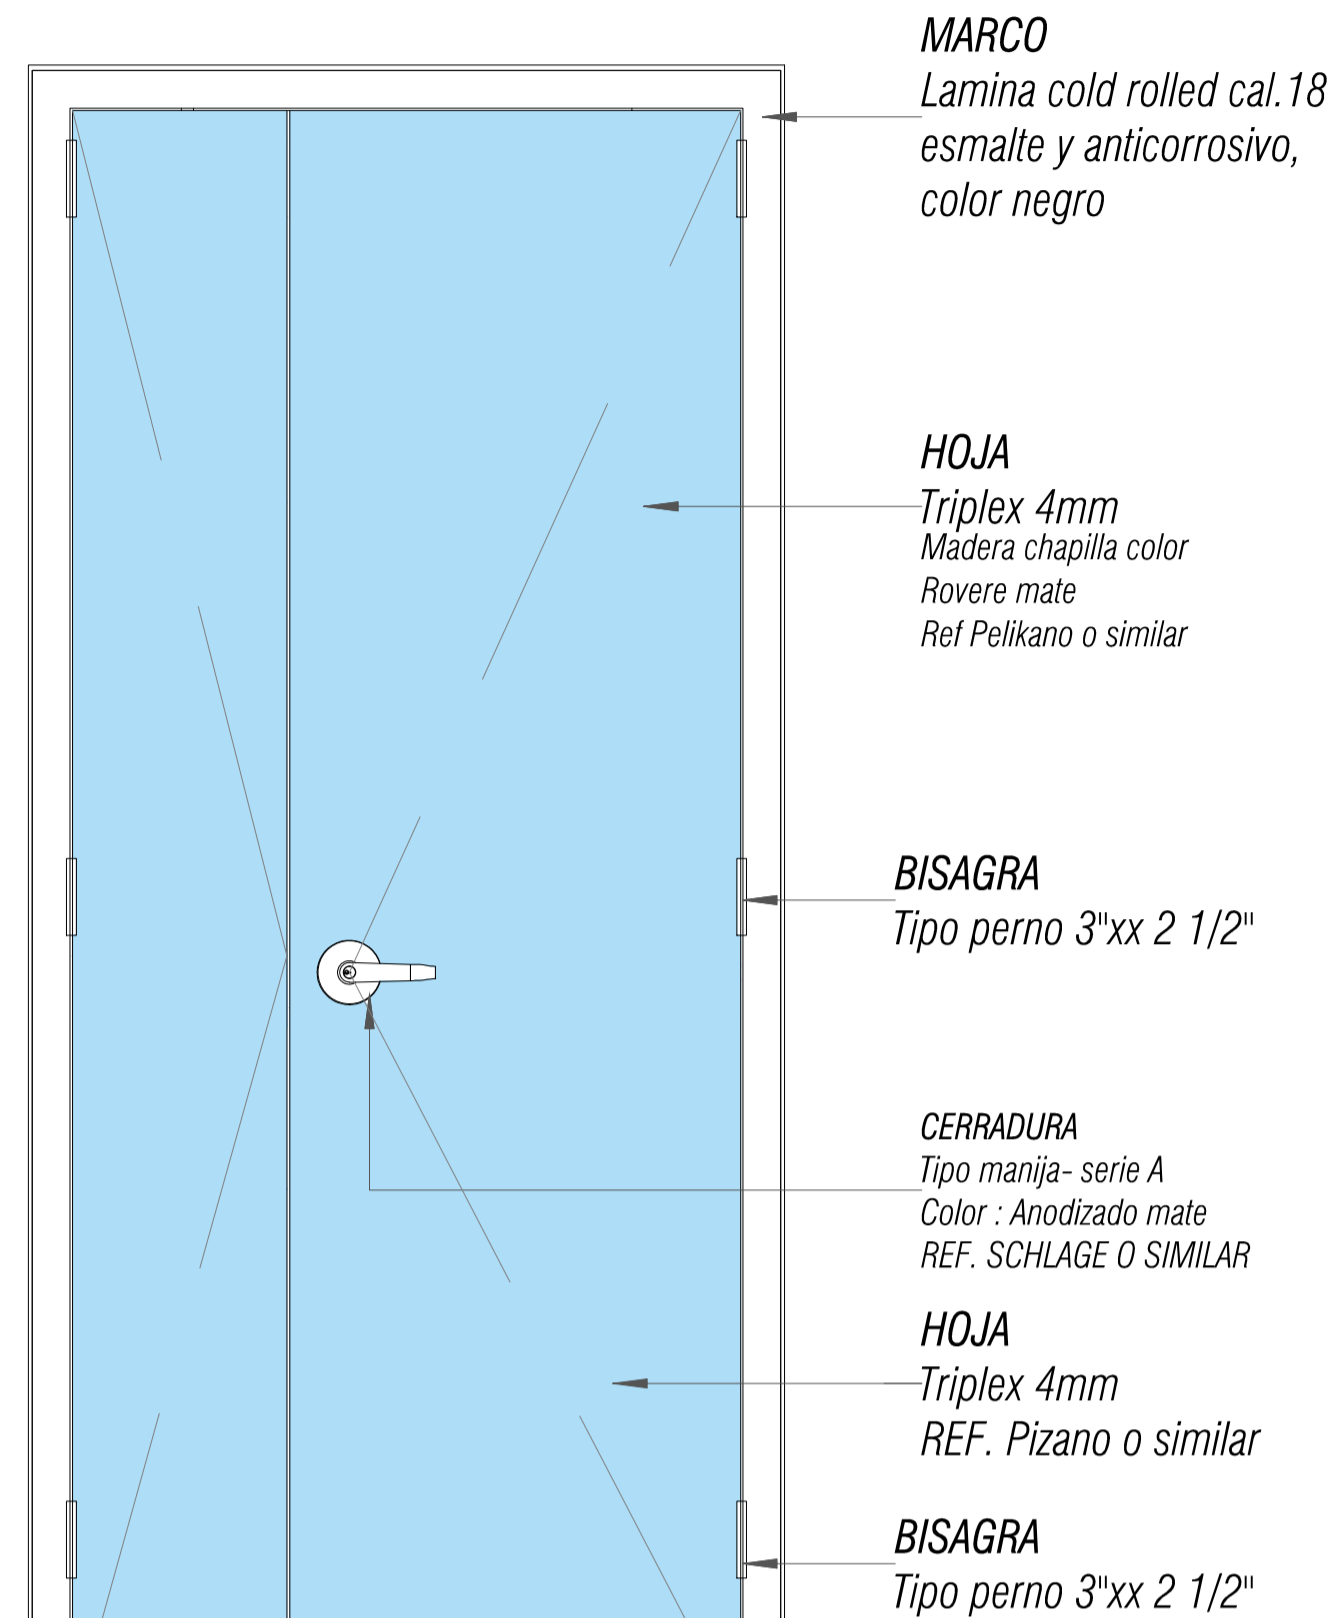 MARCO
Lamina cold rolled cal.18
esmalte y anticorrosivo,
color negro
HOJA
Triplex 4mm
Madera chapilla color
Rovere mate
Ref Pelikano o similar
BISAGRA
Tipo perno 3"xx 2 1/2"
CERRADURA
Tipo manija- serie A
Color : Anodizado mate
REF. SCHLAGE O SIMILAR
HOJA
Triplex 4mm
REF. Pizano o similar
BISAGRA
Tipo perno 3"xx 2 1/2"